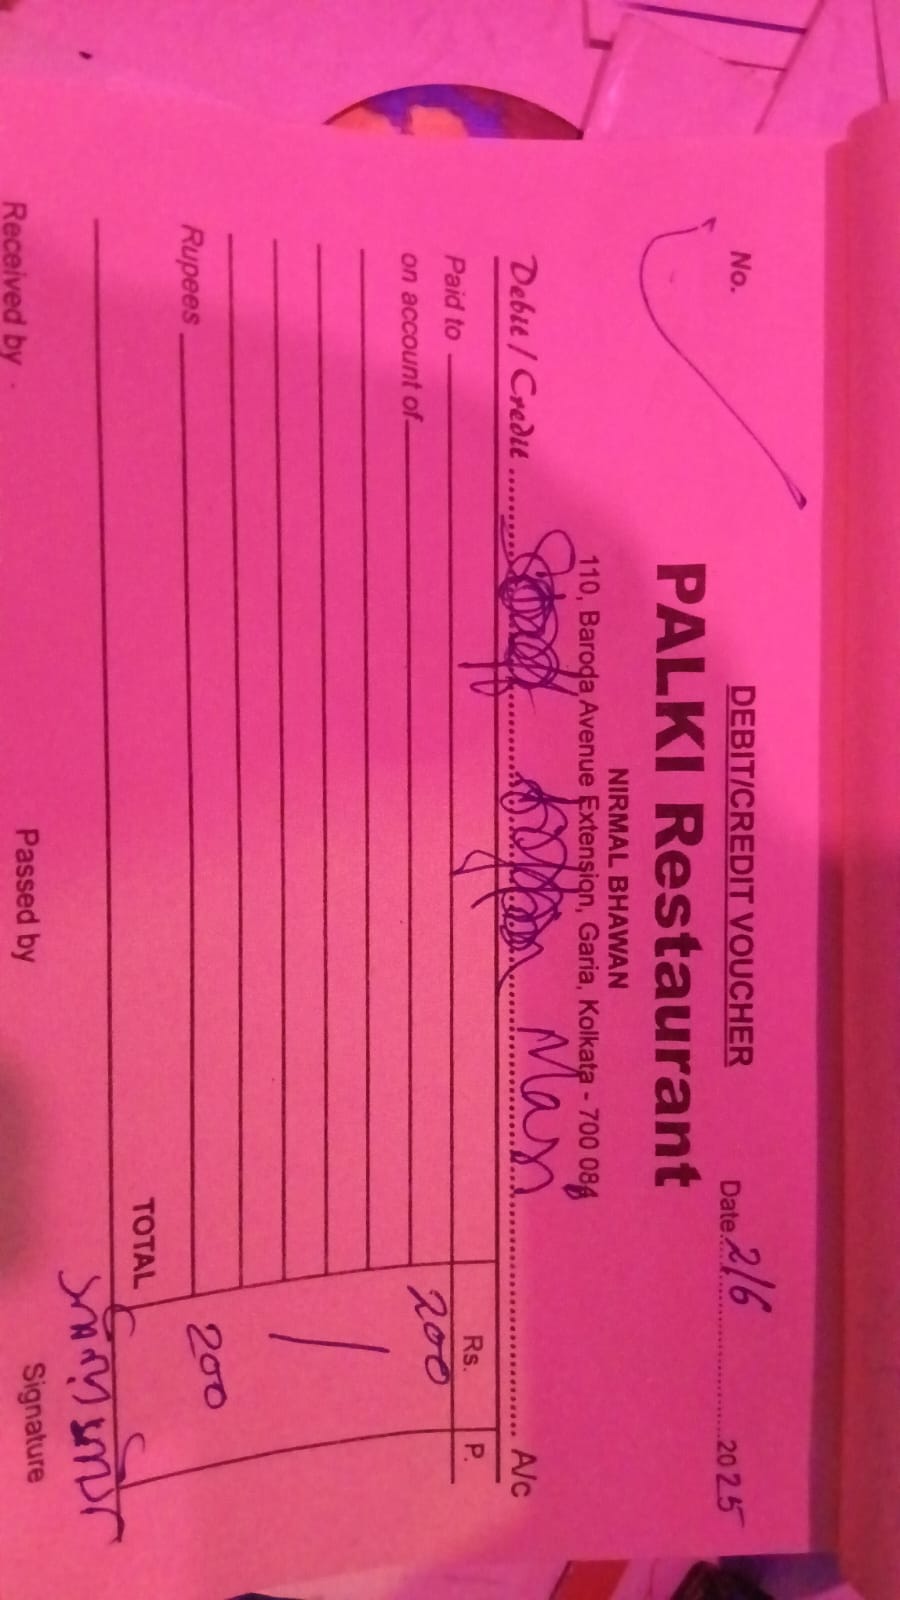 DEBIT/CREDIT VOUCHER
No.
Date 2/6 2025
PALKI Restaurant
NIRMAL BHAWAN
110, Baroda Avenue Extension, Garia, Kolkata - 700 084
Debit / Credit Man A/c
Paid to Rs. P.
on account of 200
Rupees 200
TOTAL
Received by Passed by Signature